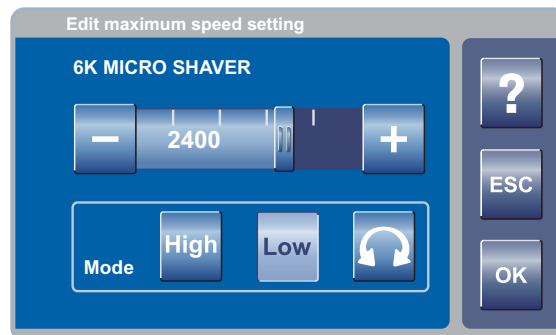 Edit maximum speed setting
6K MICRO SHAVER
− 2400 +
?
ESC
High Low
Mode
OK